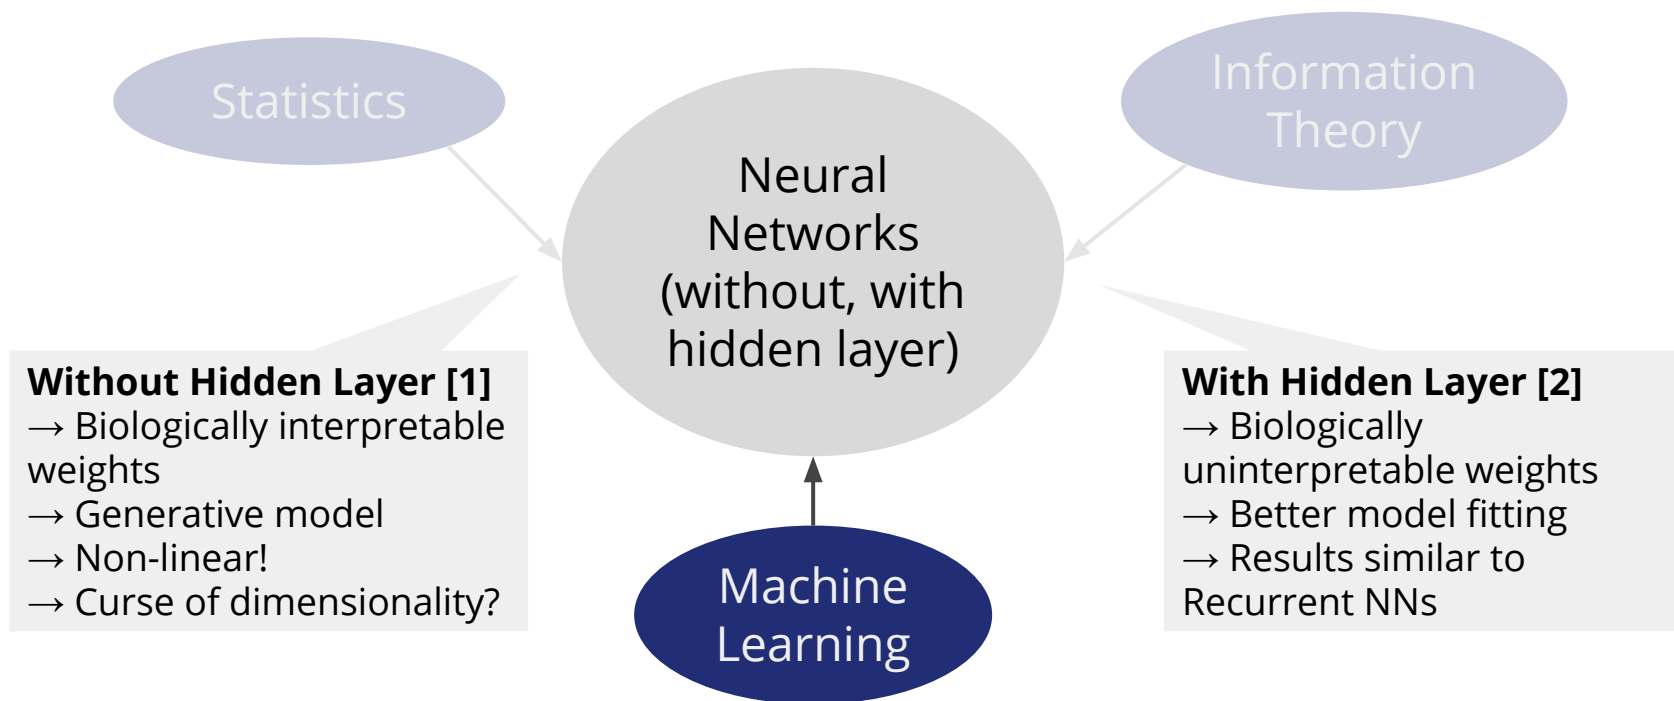 Statistics
Information
Theory
Neural
Networks
(without, with
hidden layer)
Without Hidden Layer [1]
→ Biologically interpretable
weights
→ Generative model
→ Non-linear!
→ Curse of dimensionality?
With Hidden Layer [2]
→ Biologically
uninterpretable weights
→ Better model fitting
→ Results similar to
Recurrent NNs
Machine
Learning